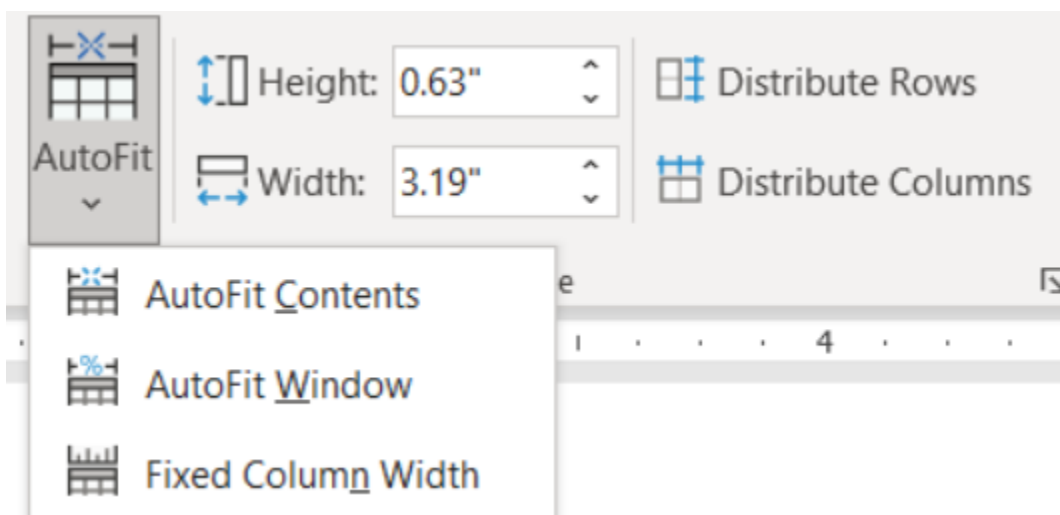 Height: 0.63" Distribute Rows
AutoFit
Width: 3.19" Distribute Columns
AutoFit Contents
e
4
AutoFit Window
Fixed Column Width